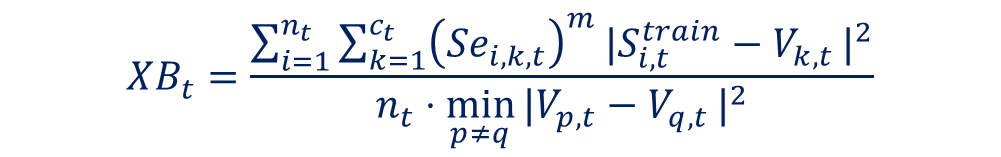 XB_t = \frac{\sum_{i=1}^{n_t} \sum_{k=1}^{c_t} (Se_{i,k,t})^m |S_{i,t}^{train} - V_{k,t}|^2}{n_t \cdot \min_{p \neq q} |V_{p,t} - V_{q,t}|^2}